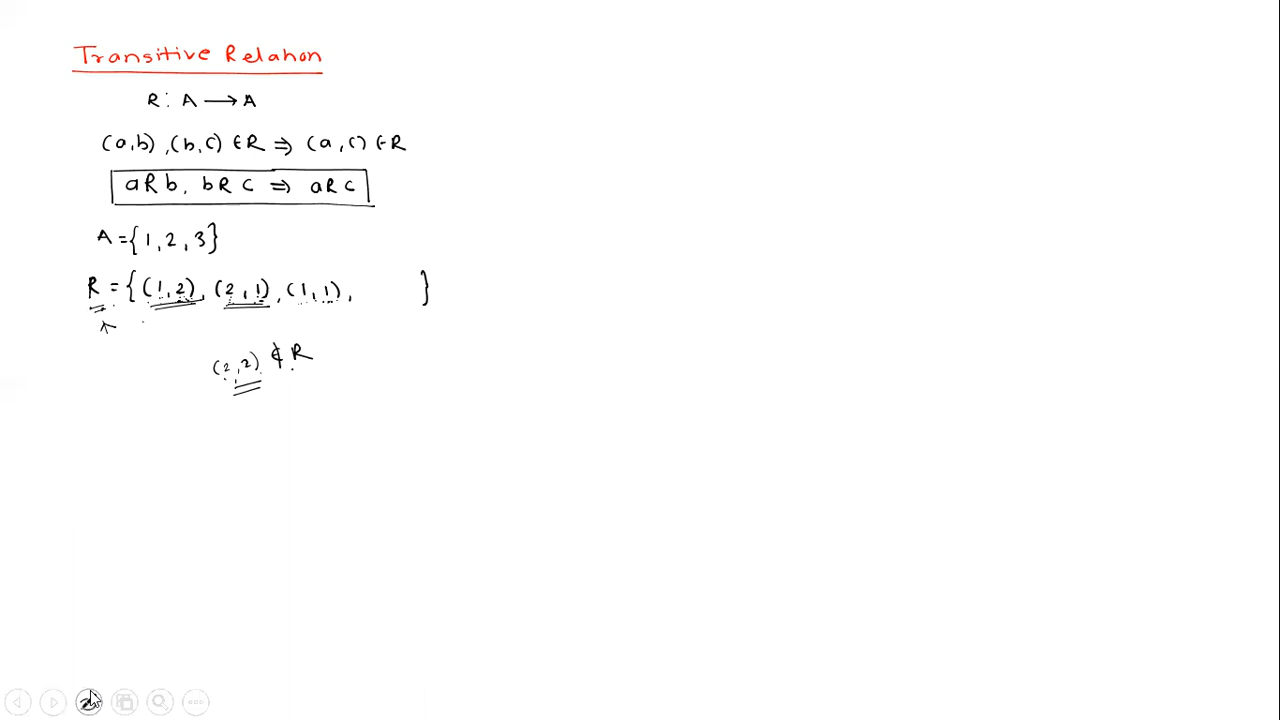 Transitive Relation
R : A → A
(a,b) ,(b,c) ∈ R ⇒ (a,c) ∈ R
aRb, bRc ⇒ aRc
A = {1,2,3}
R = {(1,2), (2,1), (1,1), }
(2,2) ∉ R